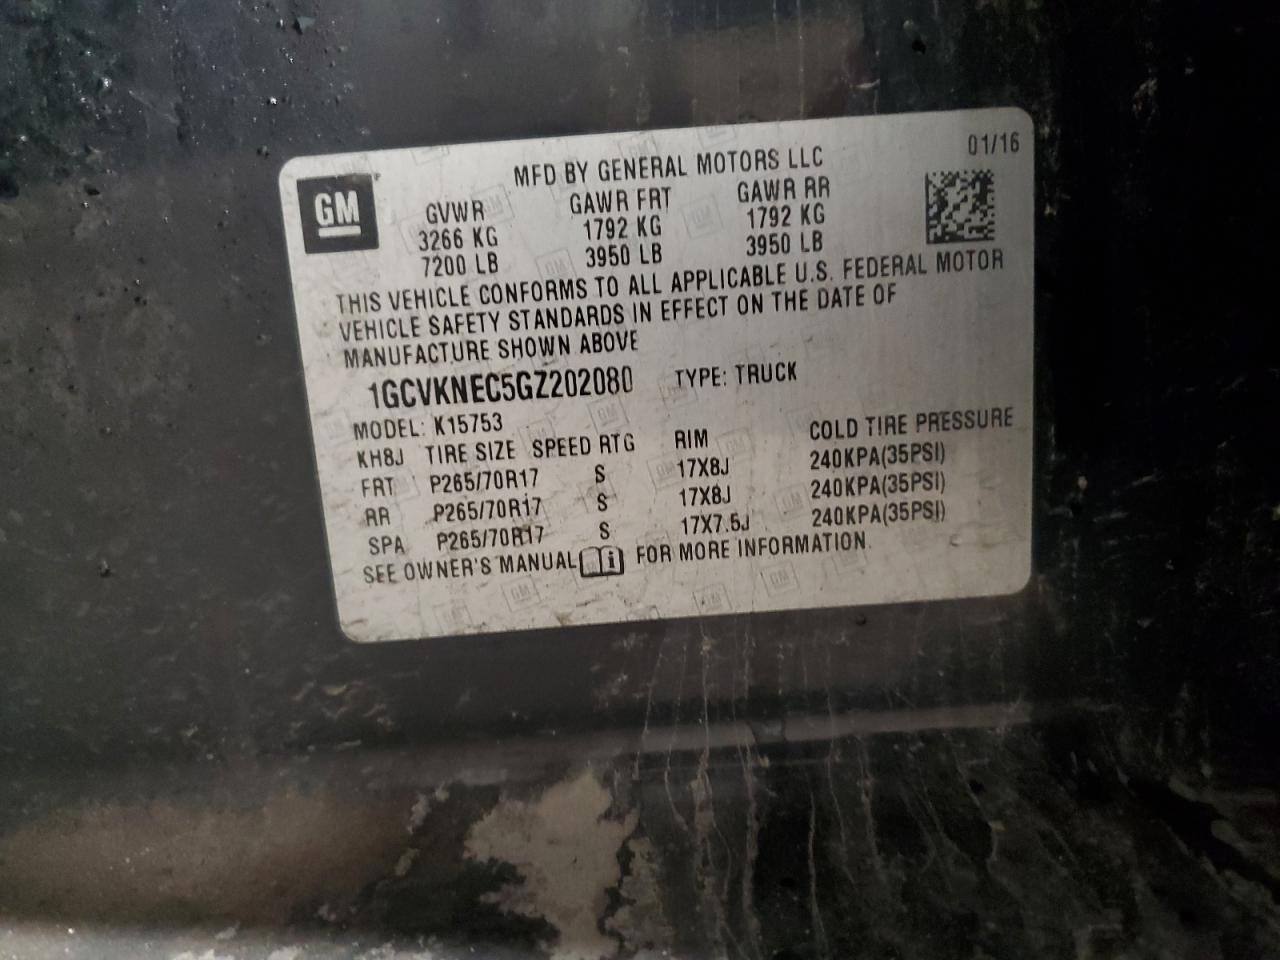 MFD BY GENERAL MOTORS LLC 01/16
GM GVWR GAWR FRT GAWR RR
3266 KG 1792 KG 1792 KG
7200 LB 3950 LB 3950 LB
THIS VEHICLE CONFORMS TO ALL APPLICABLE U.S. FEDERAL MOTOR
VEHICLE SAFETY STANDARDS IN EFFECT ON THE DATE OF
MANUFACTURE SHOWN ABOVE
1GCVKNEC5GZ202080 TYPE: TRUCK
MODEL: K15753
KH8J TIRE SIZE SPEED RTG RIM COLD TIRE PRESSURE
FRT P265/70R17 S 17X8J 240KPA(35PSI)
RR P265/70R17 S 17X8J 240KPA(35PSI)
SPA P265/70R17 S 17X7.5J 240KPA(35PSI)
SEE OWNER'S MANUAL i FOR MORE INFORMATION.